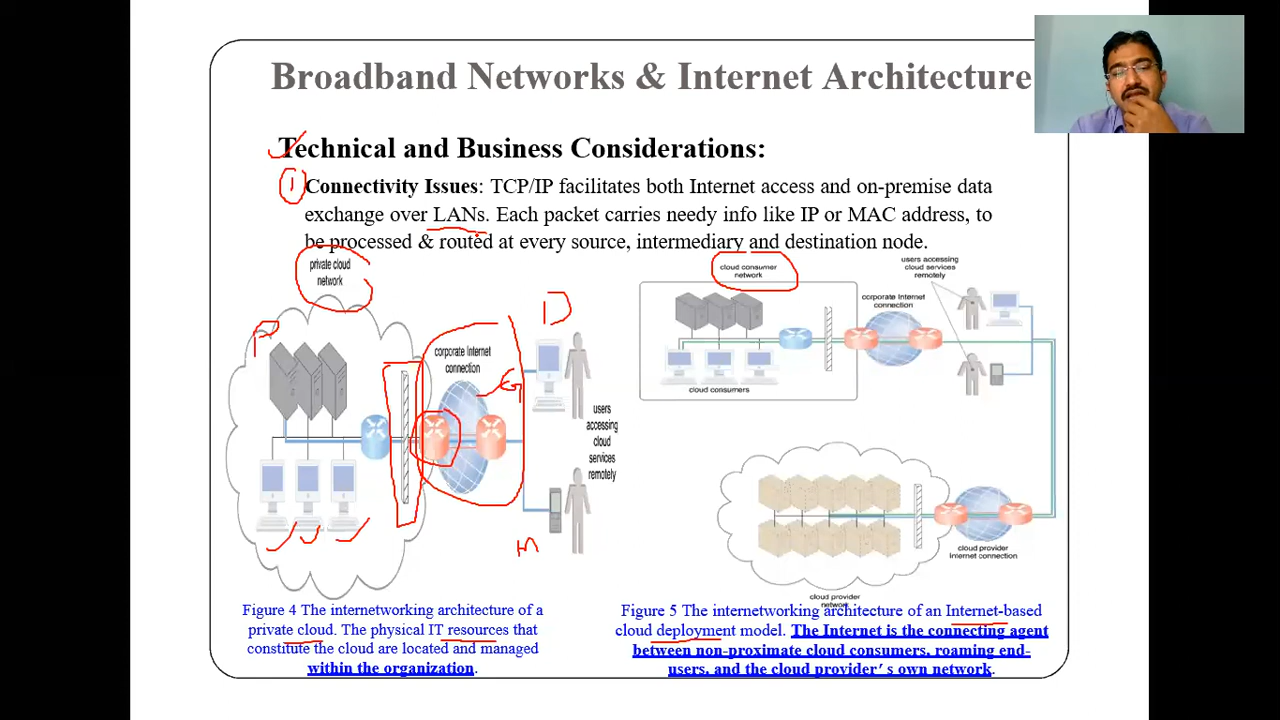 Broadband Networks & Internet Architecture
Technical and Business Considerations:
1 Connectivity Issues: TCP/IP facilitates both Internet access and on-premise data
exchange over LANs. Each packet carries needy info like IP or MAC address, to
be processed & routed at every source, intermediary and destination node.
private cloud
network
P
D
corporate Internet
connection
G
users
accessing
cloud
services
remotely
m
Figure 4 The internetworking architecture of a
private cloud. The physical IT resources that
constitute the cloud are located and managed
within the organization.
cloud consumer
network
users accessing
cloud services
remotely
corporate Internet
connection
cloud consumers
cloud provider
Internet connection
cloud provider
network
Figure 5 The internetworking architecture of an Internet-based
cloud deployment model. The Internet is the connecting agent
between non-proximate cloud consumers, roaming end-
users, and the cloud provider's own network.